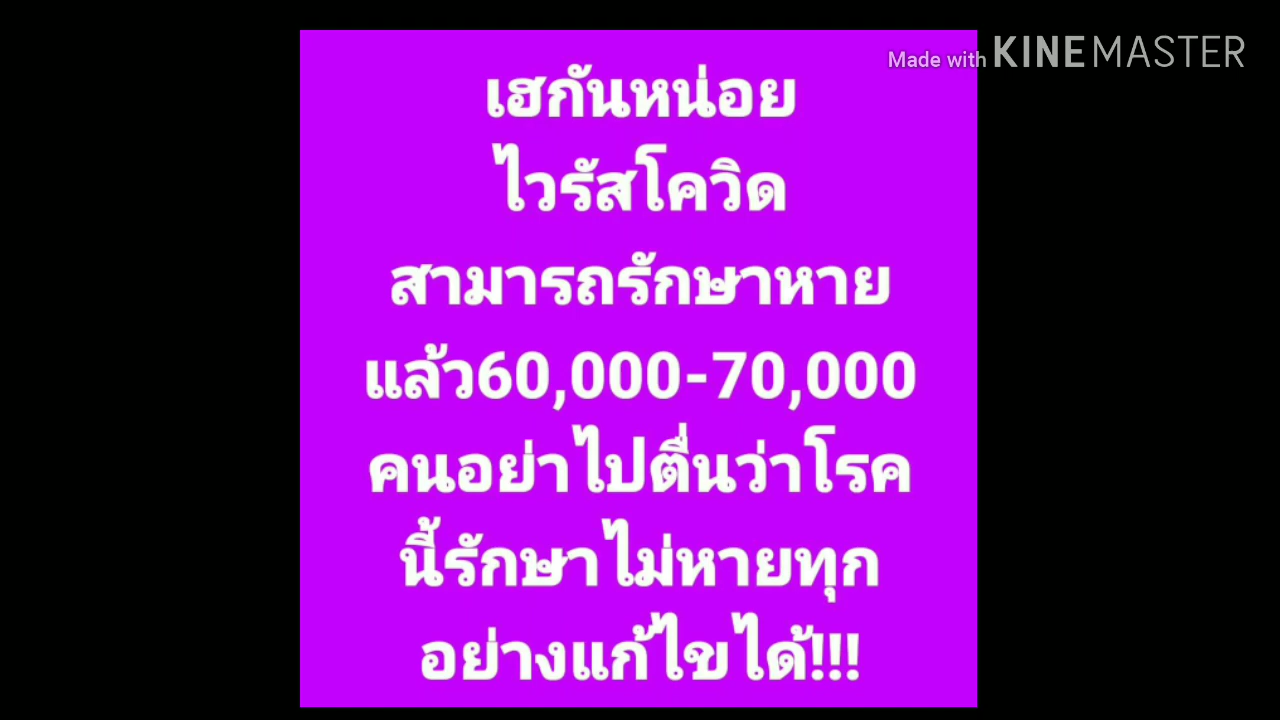 Made with KINEMASTER
เฮกันหน่อย
ไวรัสโควิด
สามารถรักษาหาย
แล้ว60,000-70,000
คนอย่าไปตื่นว่าโรค
นี้รักษาไม่หายทุก
อย่างแก้ไขได้!!!